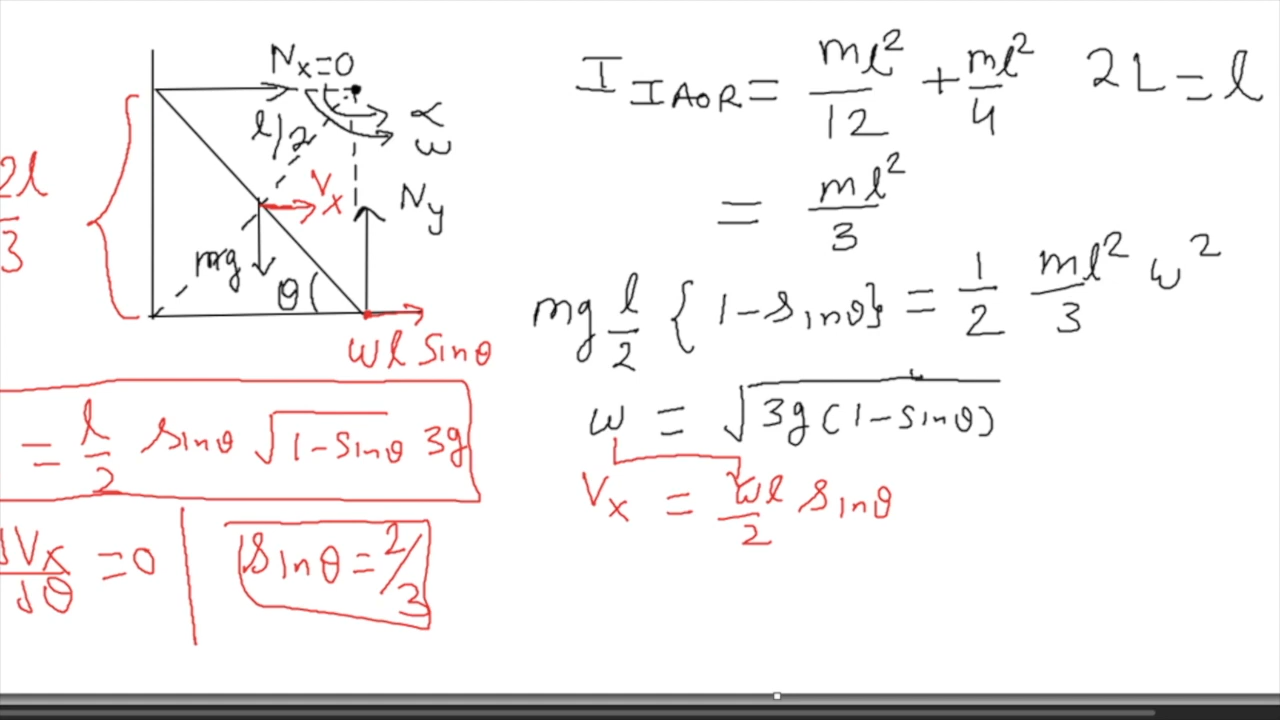 Nx=0
α
ω
l/2
Vx
Ny
2l/3
mg
θ
ωl sinθ
= l/2 sinθ √(1-sinθ) 3g
dVx/dθ = 0
sinθ = 2/3
I IAOR = ml²/12 + ml²/4 2L = l
= ml²/3
mg l/2 {1-sinθ} = 1/2 ml²/3 ω²
ω = √(3g(1-sinθ))
Vx = ωl/2 sinθ